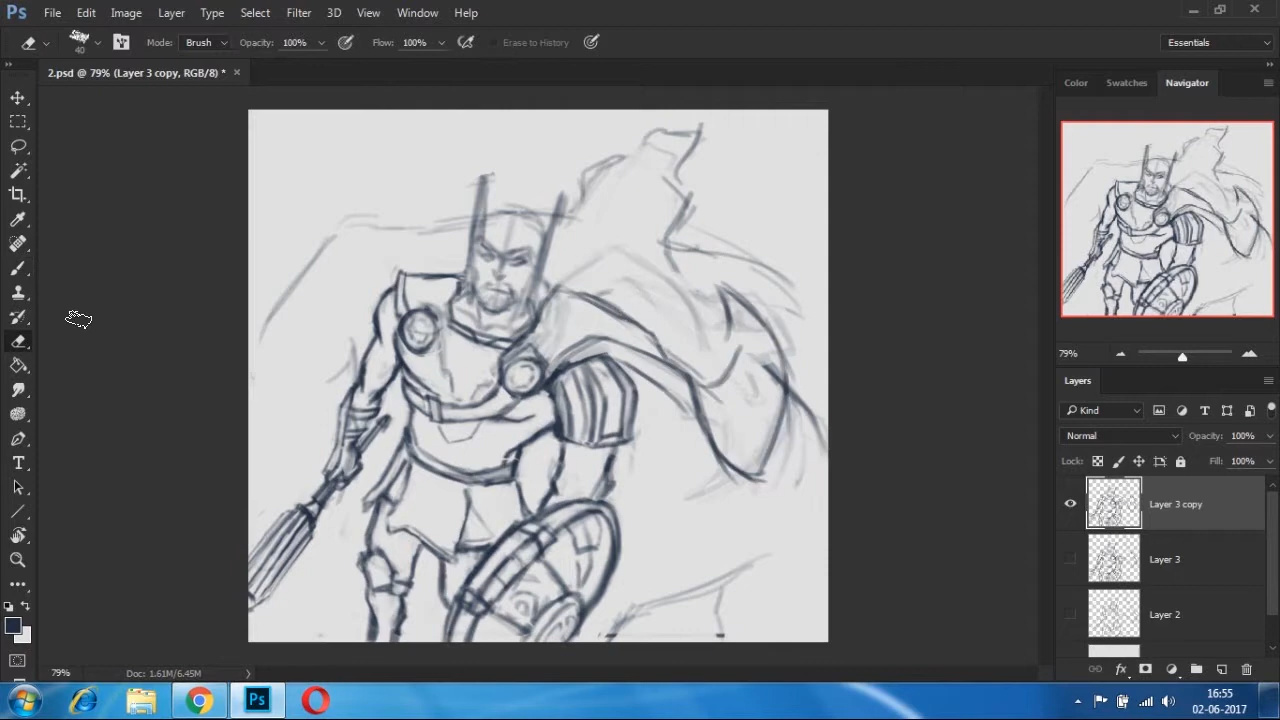 Ps File Edit Image Layer Type Select Filter 3D View Window Help
40 Mode: Brush Opacity: 100% Flow: 100% Erase to History Essentials
2.psd @ 79% (Layer 3 copy, RGB/8) * ×
Color Swatches Navigator
79%
Layers
Kind
Normal Opacity: 100%
Lock: Fill: 100%
Layer 3 copy
Layer 3
Layer 2
79% Doc: 1.61M/6.45M
Ps
16:55
02-06-2017